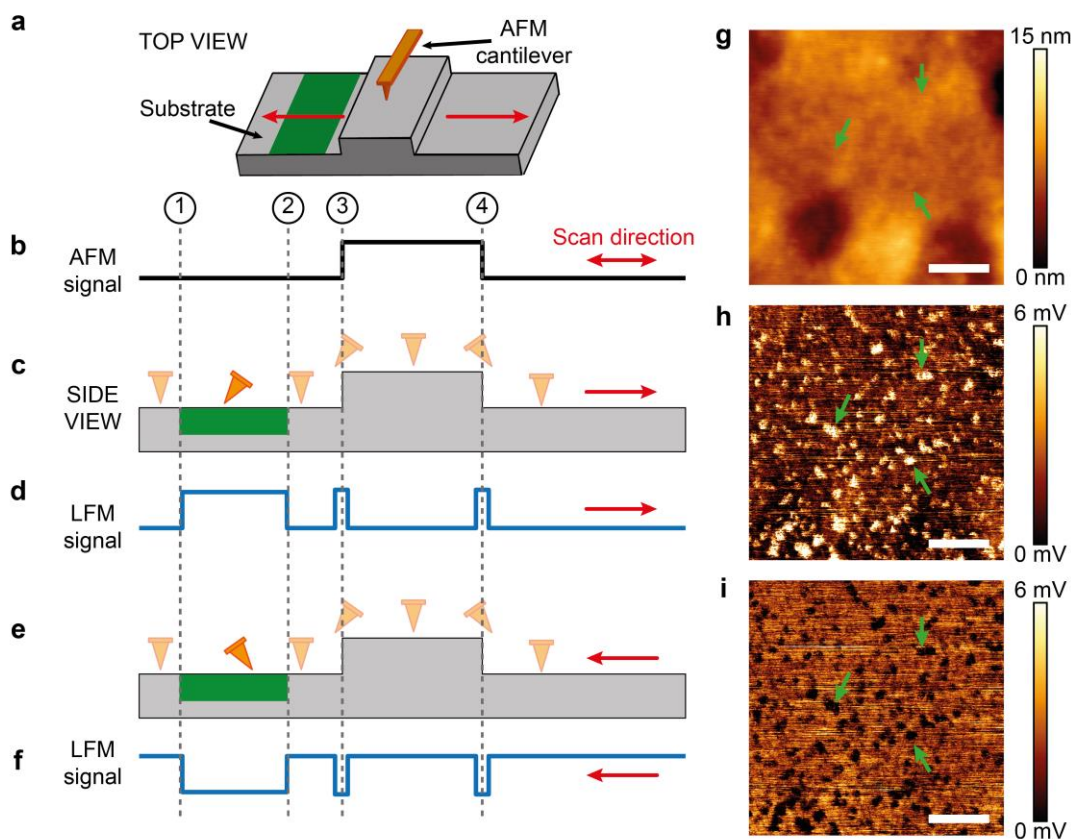 a
TOP VIEW
AFM
cantilever
Substrate
1 2 3 4
b
AFM
signal
Scan direction
c
SIDE
VIEW
d
LFM
signal
e
f
LFM
signal
g
15 nm
0 nm
h
6 mV
0 mV
i
6 mV
0 mV